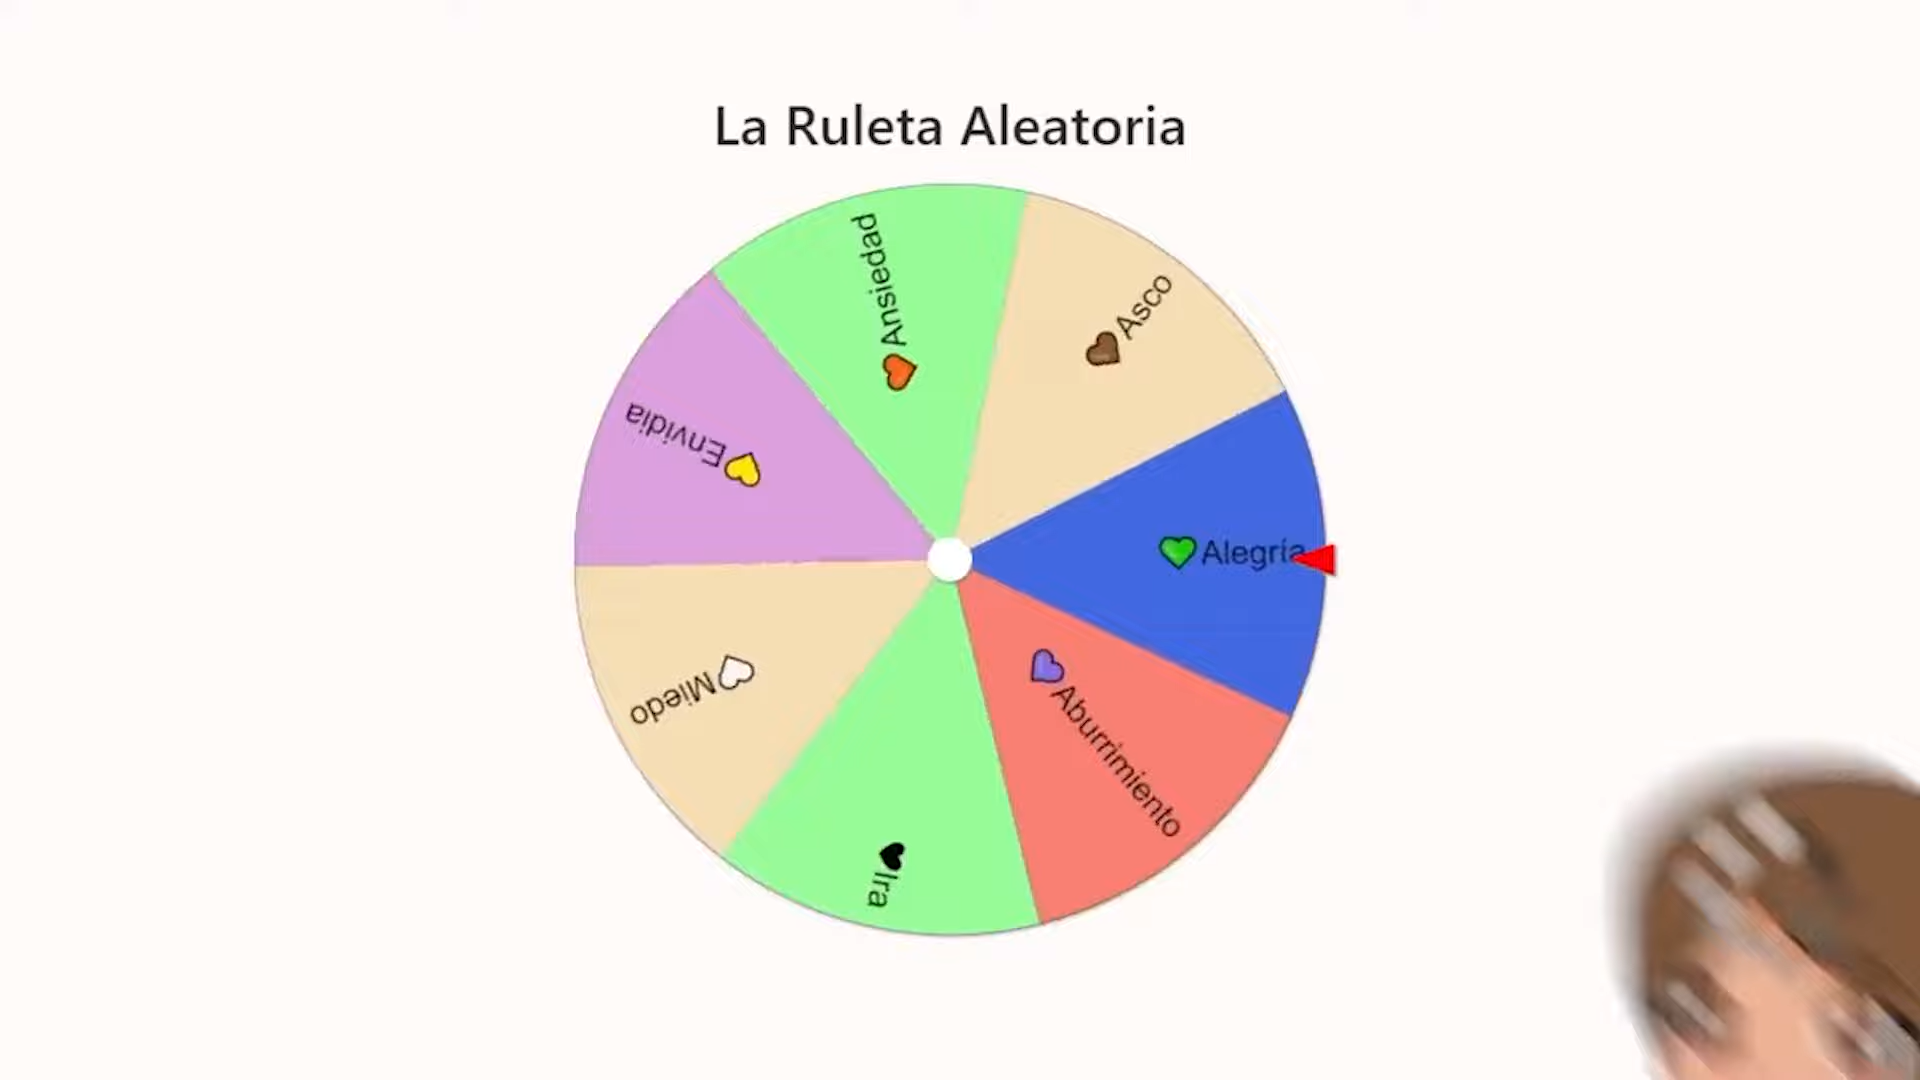 La Ruleta Aleatoria
🧡Ansiedad
🤎Asco
💛Envidia
💚Alegría
🤍Miedo
💜Aburrimiento
🖤Ira